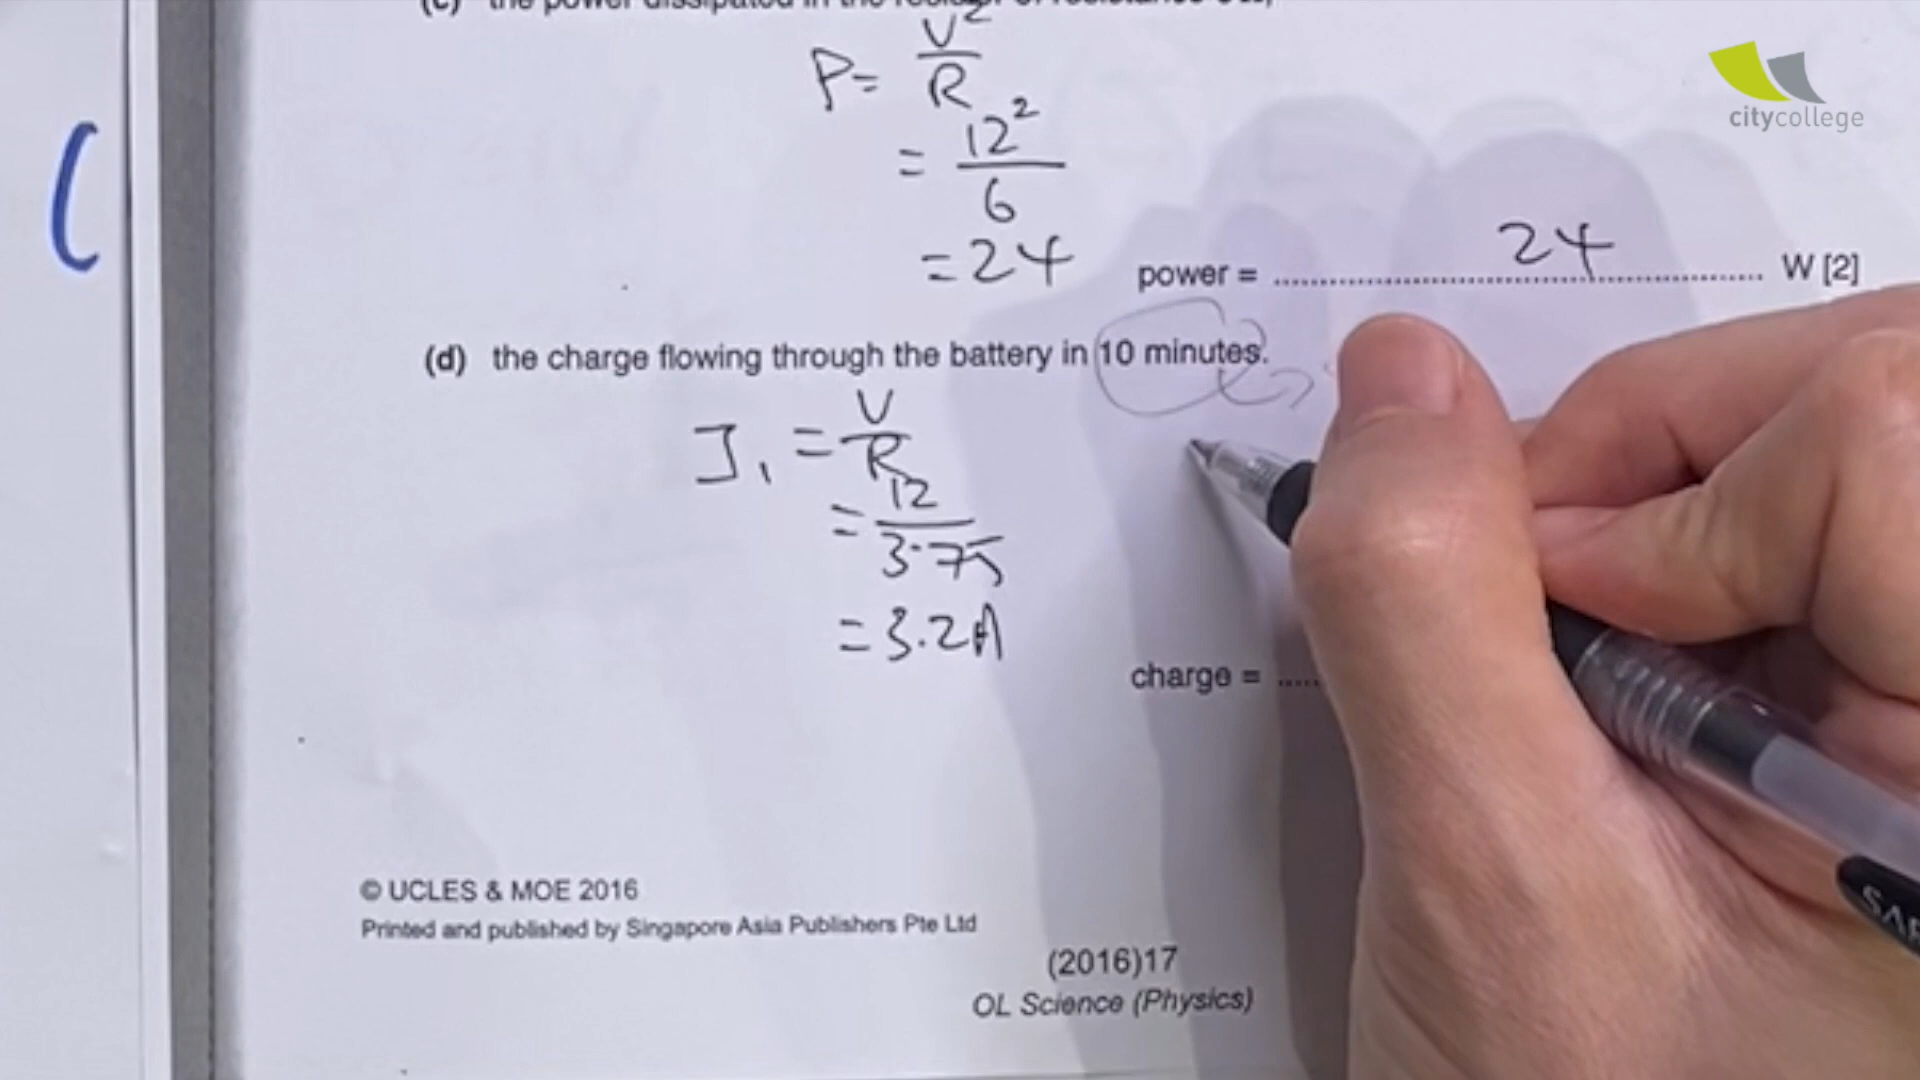 citycollege
P = V²/R
= 12²/6
= 24
power = 24 W [2]
(d) the charge flowing through the battery in 10 minutes.
I₁ = V/R
= 12/3.75
= 3.2A
charge =
© UCLES & MOE 2016
Printed and published by Singapore Asia Publishers Pte Ltd
(2016)17
OL Science (Physics)